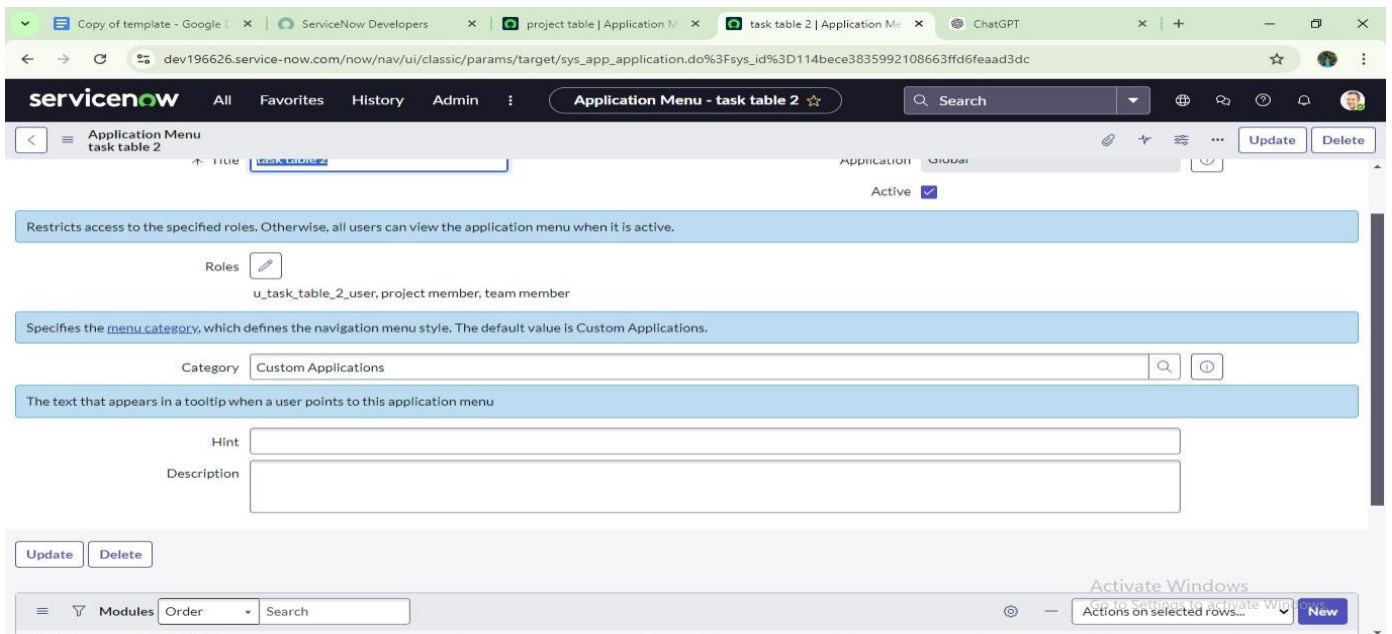 Copy of template - Google D
ServiceNow Developers
project table | Application M
task table 2 | Application Me
ChatGPT
dev196626.service-now.com/now/nav/ui/classic/params/target/sys_app_application.do%3Fsys_id%3D114bece3835992108663ffd6feaad3dc
servicenow All Favorites History Admin Application Menu - task table 2 Search
Application Menu
task table 2
Update Delete
* Title task table 2 Application Global
Active
Restricts access to the specified roles. Otherwise, all users can view the application menu when it is active.
Roles
u_task_table_2_user, project member, team member
Specifies the menu category, which defines the navigation menu style. The default value is Custom Applications.
Category Custom Applications
The text that appears in a tooltip when a user points to this application menu
Hint
Description
Update Delete
Activate Windows
Go to Settings to activate Windows.
Modules Order Search Actions on selected rows... New